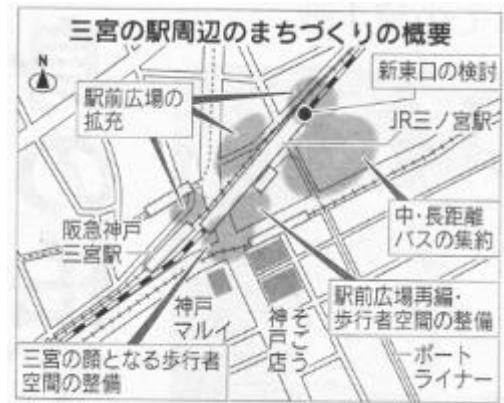 三宮の駅周辺のまちづくりの概要
N
新東口の検討
駅前広場の
拡充
JR三ノ宮駅
阪急神戸
三宮駅
中・長距離
バスの集約
神戸
マルイ
そごう
神戸店
駅前広場再編・
歩行者空間の整備
三宮の顔となる歩行者
空間の整備
ポート
ライナー